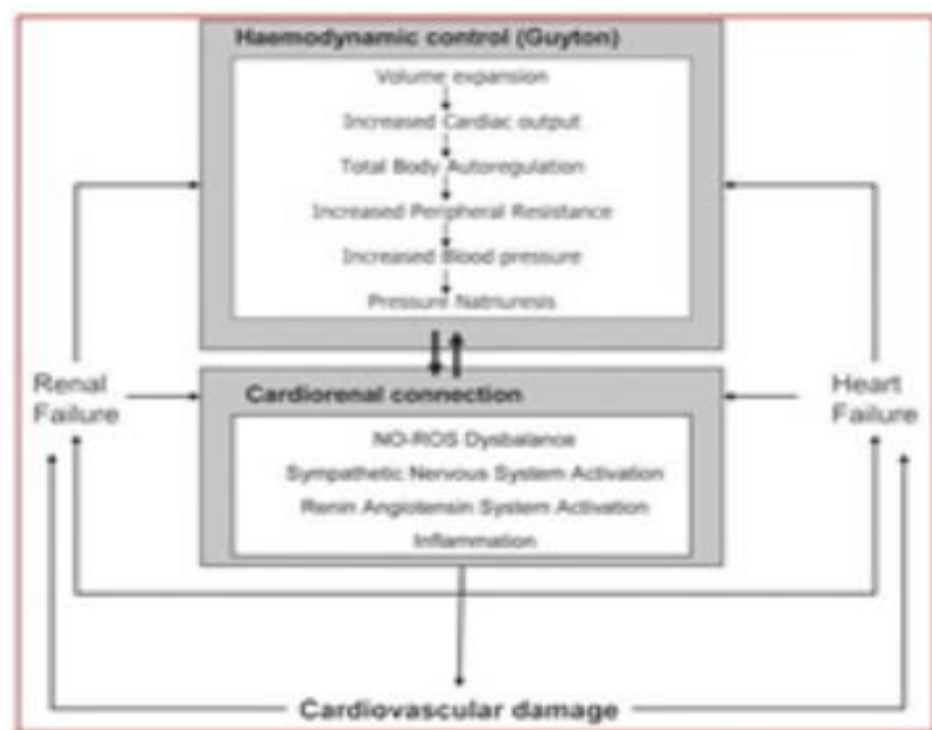 Haemodynamic control (Guyton)
Volume expansion
Increased Cardiac output
Total Body Autoregulation
Increased Peripheral Resistance
Increased Blood pressure
Pressure Natriuresis
Renal
Failure
Heart
Failure
Cardiorenal connection
NO-ROS Dysbalance
Sympathetic Nervous System Activation
Renin Angiotensin System Activation
Inflammation
Cardiovascular damage